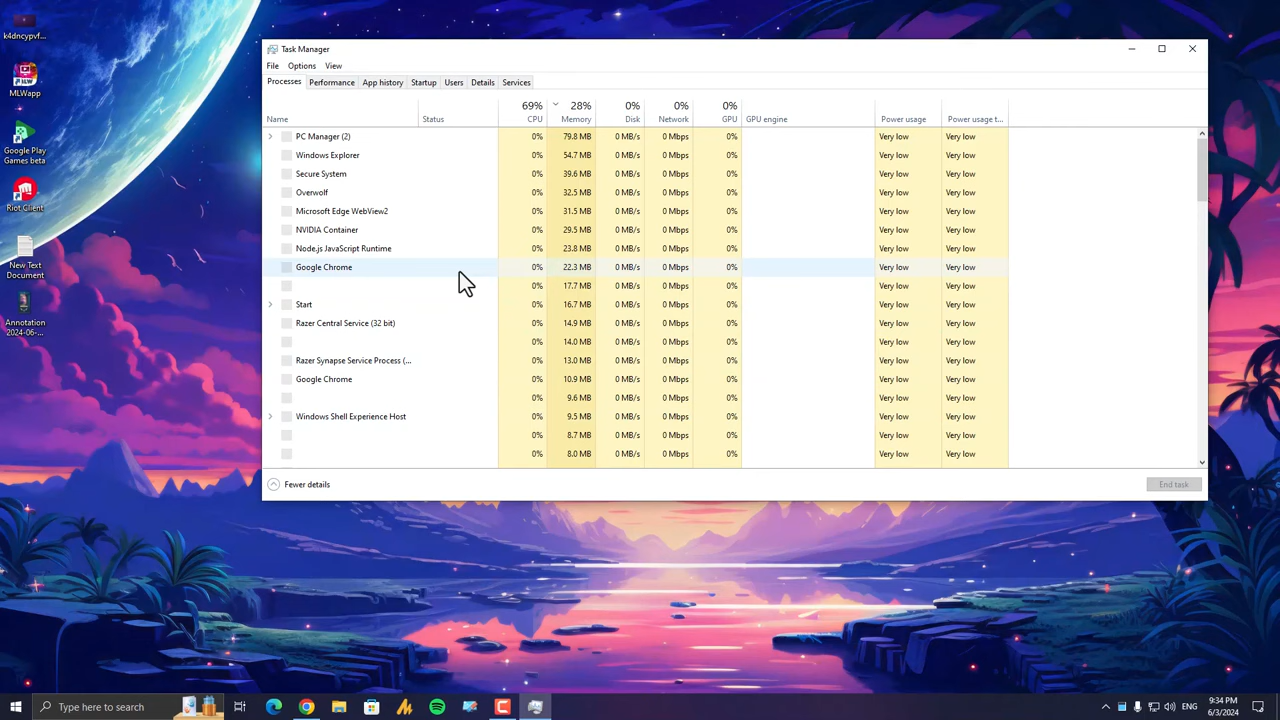 k4dncypvf...
MLWapp
Google Play
Games beta
Riot Client
New Text
Document
Annotation
2024-06-...
Task Manager
File Options View
Processes Performance App history Startup Users Details Services
69% 28% 0% 0% 0%
Name Status CPU Memory Disk Network GPU GPU engine Power usage Power usage t...
PC Manager (2) 0% 79.8 MB 0 MB/s 0 Mbps 0% Very low Very low
Windows Explorer 0% 54.7 MB 0 MB/s 0 Mbps 0% Very low Very low
Secure System 0% 39.6 MB 0 MB/s 0 Mbps 0% Very low Very low
Overwolf 0% 32.5 MB 0 MB/s 0 Mbps 0% Very low Very low
Microsoft Edge WebView2 0% 31.5 MB 0 MB/s 0 Mbps 0% Very low Very low
NVIDIA Container 0% 29.5 MB 0 MB/s 0 Mbps 0% Very low Very low
Node.js JavaScript Runtime 0% 23.8 MB 0 MB/s 0 Mbps 0% Very low Very low
Google Chrome 0% 22.3 MB 0 MB/s 0 Mbps 0% Very low Very low
0% 17.7 MB 0 MB/s 0 Mbps 0% Very low Very low
Start 0% 16.7 MB 0 MB/s 0 Mbps 0% Very low Very low
Razer Central Service (32 bit) 0% 14.9 MB 0 MB/s 0 Mbps 0% Very low Very low
0% 14.0 MB 0 MB/s 0 Mbps 0% Very low Very low
Razer Synapse Service Process (... 0% 13.0 MB 0 MB/s 0 Mbps 0% Very low Very low
Google Chrome 0% 10.9 MB 0 MB/s 0 Mbps 0% Very low Very low
0% 9.6 MB 0 MB/s 0 Mbps 0% Very low Very low
Windows Shell Experience Host 0% 9.5 MB 0 MB/s 0 Mbps 0% Very low Very low
0% 8.7 MB 0 MB/s 0 Mbps 0% Very low Very low
0% 8.0 MB 0 MB/s 0 Mbps 0% Very low Very low
Fewer details End task
Type here to search
ENG
9:34 PM
6/3/2024